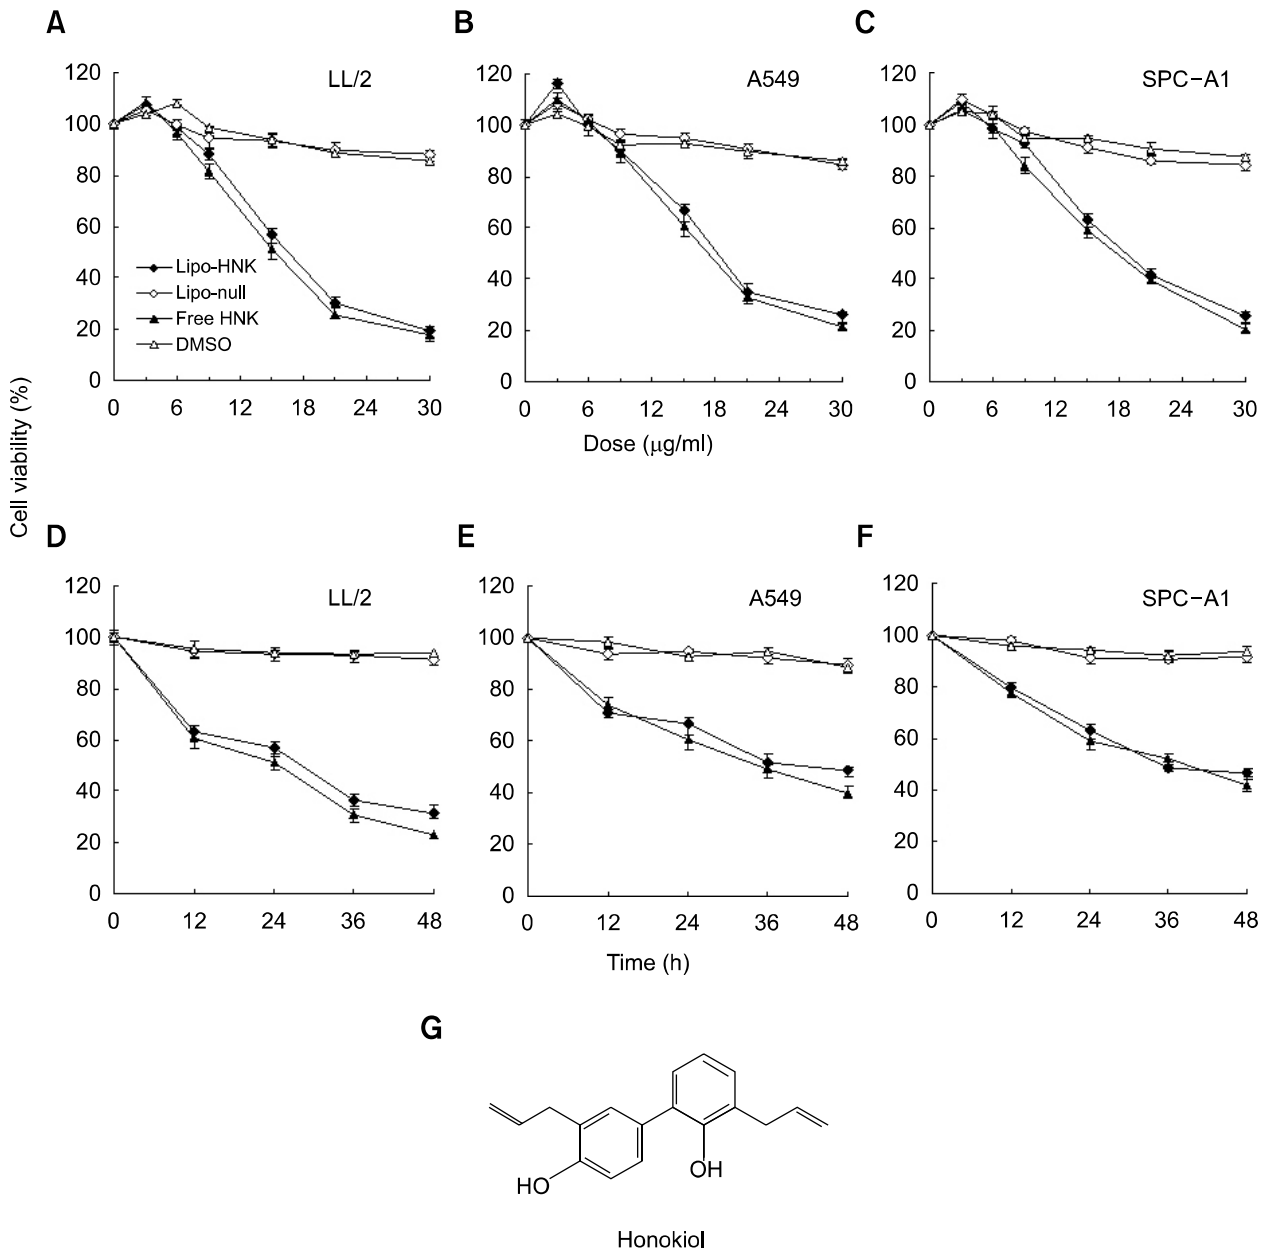 A
B
C
LL/2
A549
SPC−A1
120
100
80
60
40
20
0
Lipo-HNK
Lipo-null
Free HNK
DMSO
0 6 12 18 24 30
120
100
80
60
40
20
0
0 6 12 18 24 30
120
100
80
60
40
20
0
0 6 12 18 24 30
Dose (μg/ml)
Cell viability (%)
D
E
F
LL/2
A549
SPC−A1
120
100
80
60
40
20
0
0 12 24 36 48
120
100
80
60
40
20
0
0 12 24 36 48
120
100
80
60
40
20
0
0 12 24 36 48
Time (h)
G
HO
OH
Honokiol